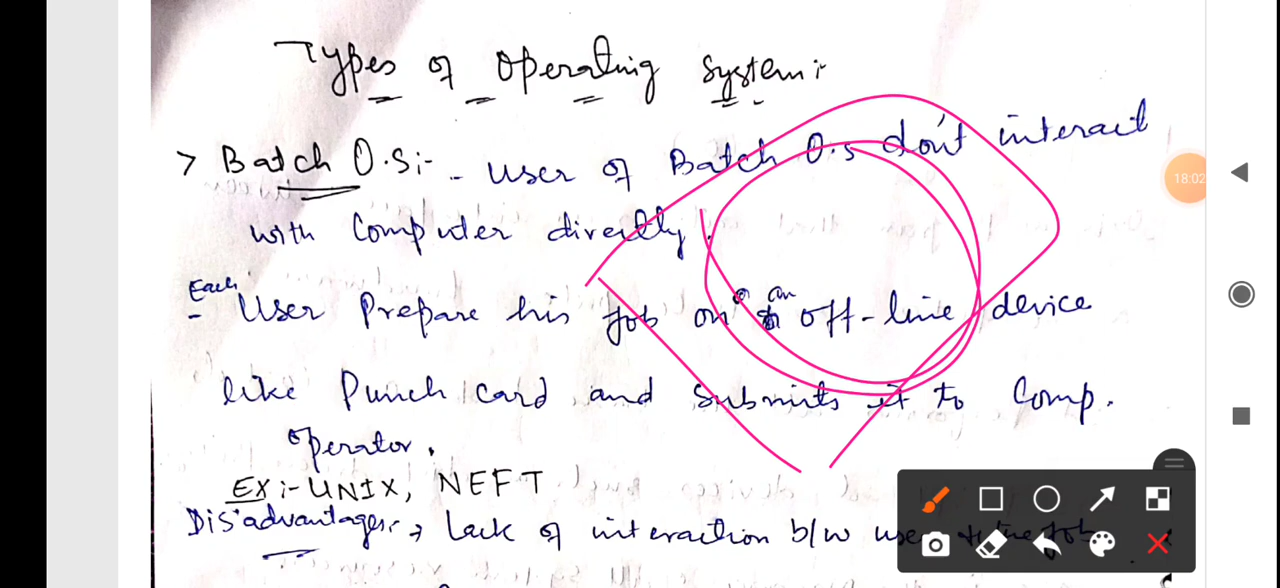 Types of Operating System :-
> Batch O.S :- - User of Batch O.S don't interact
with Computer directly.
- Each User Prepare his job on an off-line device
like Punch card and Submits it to Comp.
Operator.
EX :- UNIX, NEFT
Disadvantages :- → Lack of interaction b/w
18:02